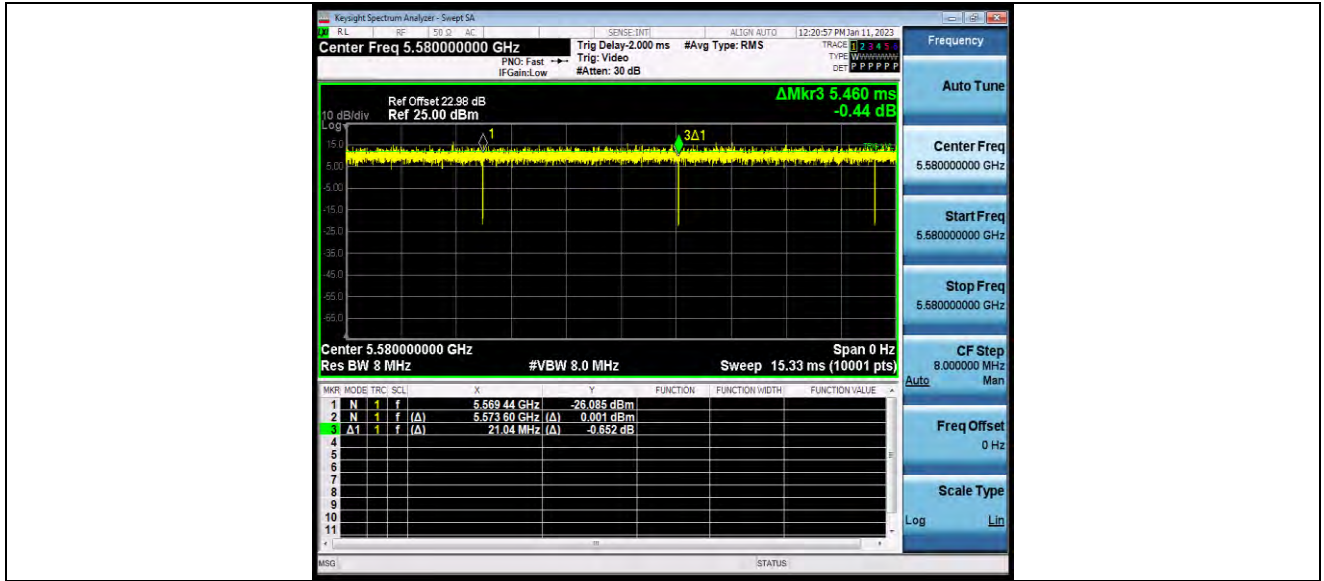 Keysight Spectrum Analyzer - Swept SA
RL RF 50 Ω AC SENSE:INT ALIGN AUTO 12:20:57 PM Jan 11, 2023
Center Freq 5.580000000 GHz
PNO: Fast
IFGain:Low
Trig Delay-2.000 ms
Trig: Video
#Atten: 30 dB
#Avg Type: RMS
TRACE 1 2 3 4 5 6
TYPE WWWWWW
DET P P P P P P
ΔMkr3 5.460 ms
-0.44 dB
Ref Offset 22.98 dB
10 dB/div Ref 25.00 dBm
Log
1
3Δ1
15.0
5.00
-5.00
-15.0
-25.0
-35.0
-45.0
-55.0
-65.0
Center 5.580000000 GHz Span 0 Hz
Res BW 8 MHz #VBW 8.0 MHz Sweep 15.33 ms (10001 pts)
MKR MODE TRC SCL X Y FUNCTION FUNCTION WIDTH FUNCTION VALUE
1 N 1 f 5.569 44 GHz -26.085 dBm
2 N 1 f (Δ) 5.573 60 GHz (Δ) 0.001 dBm
3 Δ1 1 f (Δ) 21.04 MHz (Δ) -0.652 dB
4
5
6
7
8
9
10
11
MSG STATUS
Frequency
Auto Tune
Center Freq
5.580000000 GHz
Start Freq
5.580000000 GHz
Stop Freq
5.580000000 GHz
CF Step
8.000000 MHz
Auto Man
Freq Offset
0 Hz
Scale Type
Log Lin